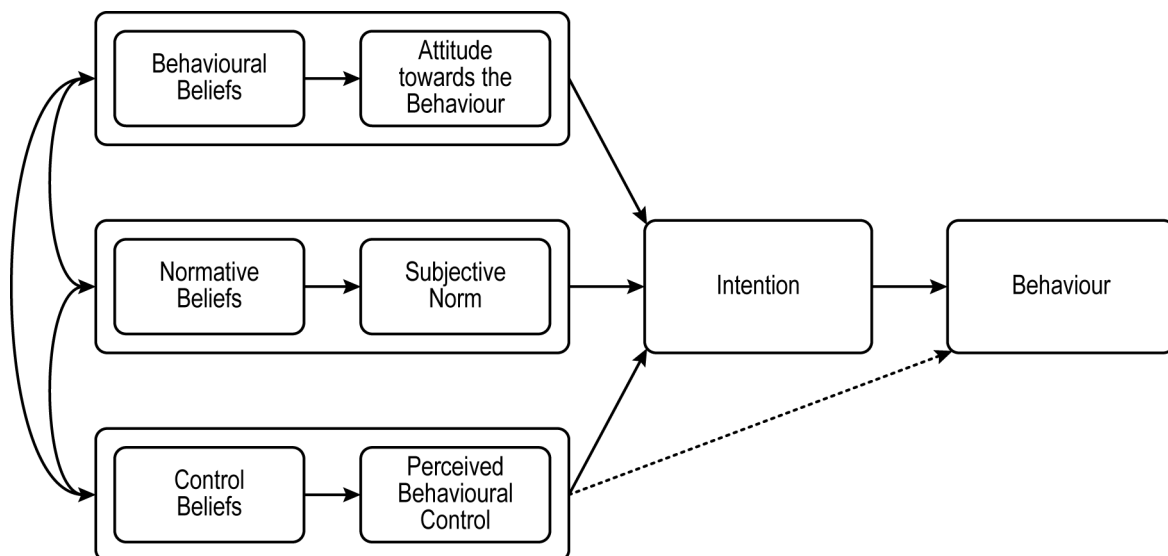 Behavioural
Beliefs
Attitude
towards the
Behaviour
Normative
Beliefs
Subjective
Norm
Intention
Behaviour
Control
Beliefs
Perceived
Behavioural
Control